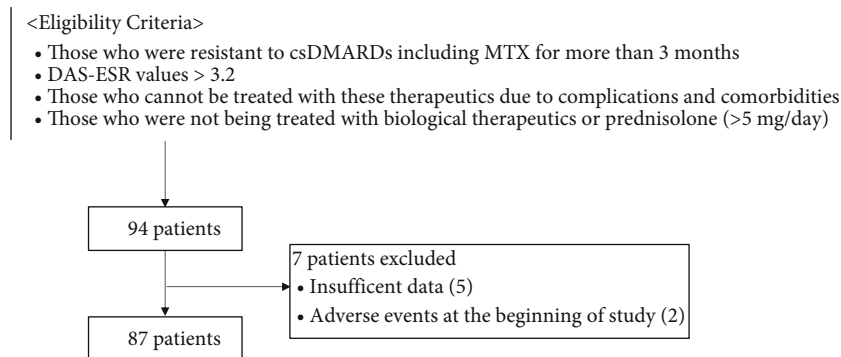 <Eligibility Criteria>
• Those who were resistant to csDMARDs including MTX for more than 3 months
• DAS-ESR values > 3.2
• Those who cannot be treated with these therapeutics due to complications and comorbidities
• Those who were not being treated with biological therapeutics or prednisolone (>5 mg/day)
94 patients
7 patients excluded
• Insufficent data (5)
• Adverse events at the beginning of study (2)
87 patients